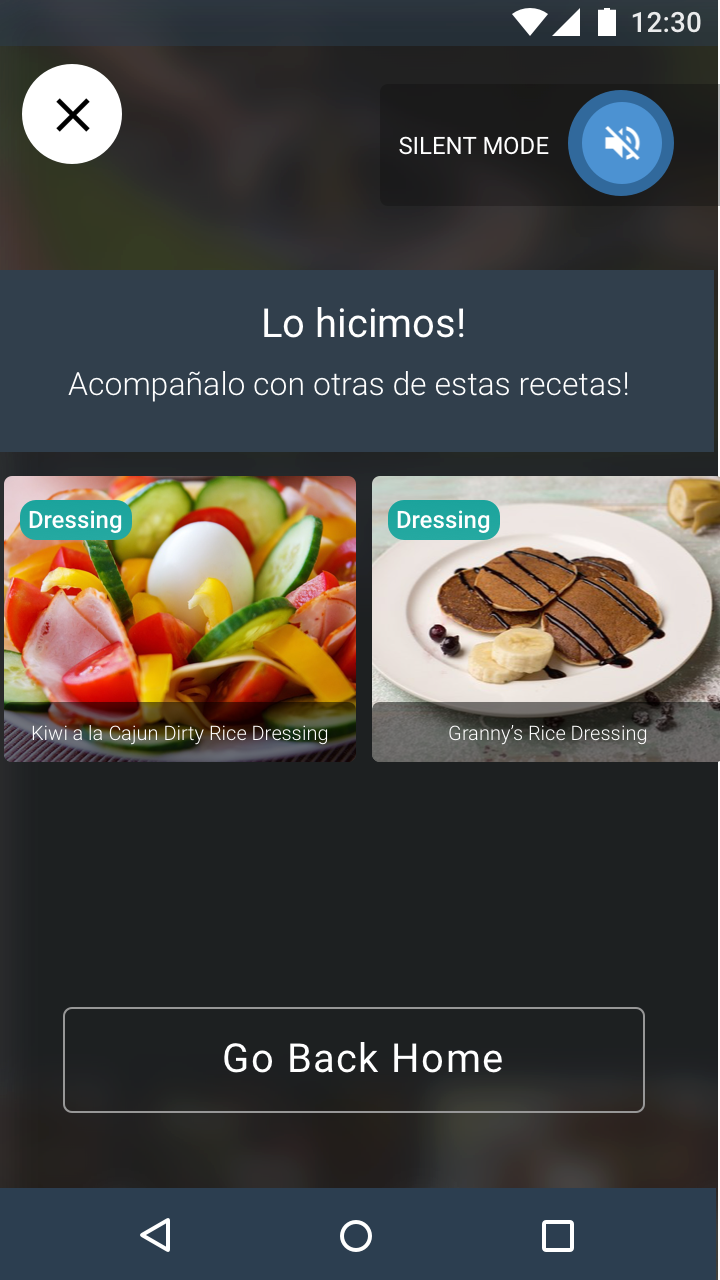 12:30
SILENT MODE
Lo hicimos!
Acompañalo con otras de estas recetas!
Dressing
Dressing
Kiwi a la Cajun Dirty Rice Dressing
Granny's Rice Dressing
Go Back Home